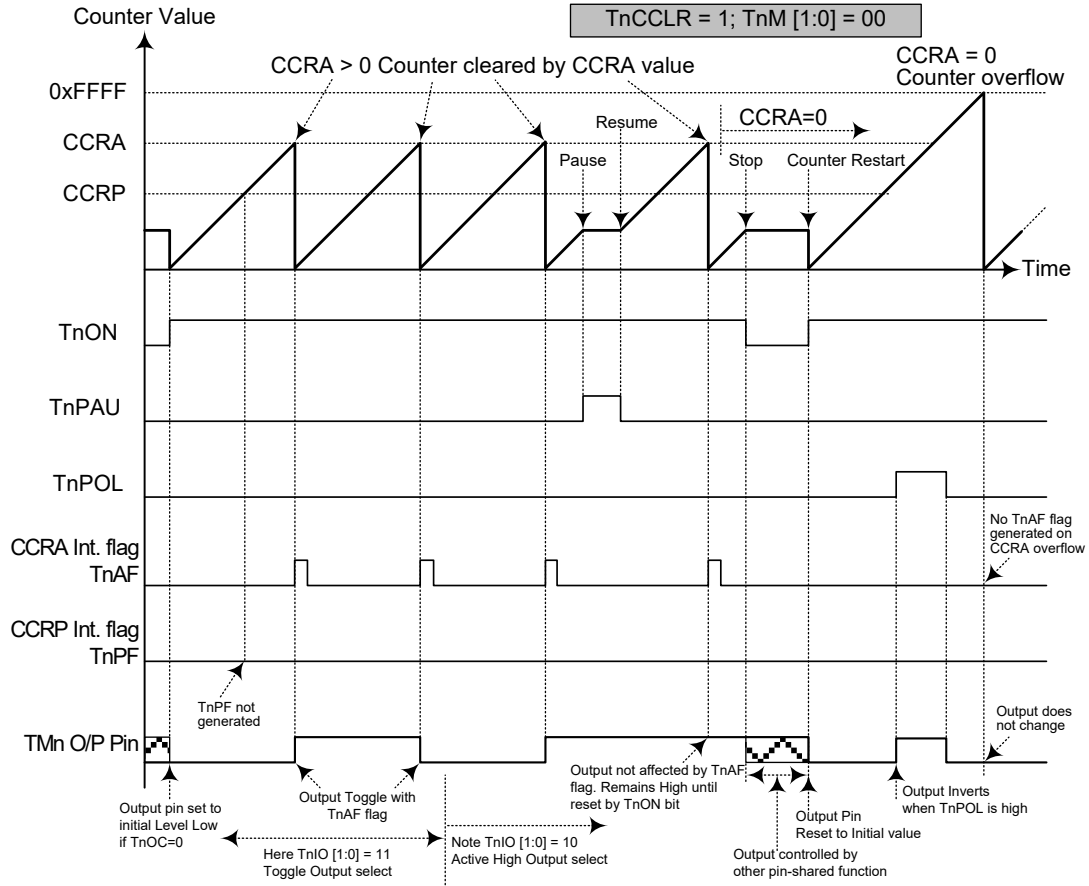 Counter Value
TnCCLR = 1; TnM [1:0] = 00
CCRA > 0 Counter cleared by CCRA value
CCRA = 0
Counter overflow
0xFFFF
CCRA=0
Resume
CCRA
Pause
Stop
Counter Restart
CCRP
Time
TnON
TnPAU
TnPOL
No TnAF flag
generated on
CCRA overflow
CCRA Int. flag
TnAF
CCRP Int. flag
TnPF
TnPF not
generated
Output does
not change
TMn O/P Pin
Output pin set to
initial Level Low
if TnOC=0
Output Toggle with
TnAF flag
Output not affected by TnAF
flag. Remains High until
reset by TnON bit
Output Inverts
when TnPOL is high
Output Pin
Reset to Initial value
Here TnIO [1:0] = 11
Toggle Output select
Note TnIO [1:0] = 10
Active High Output select
Output controlled by
other pin-shared function